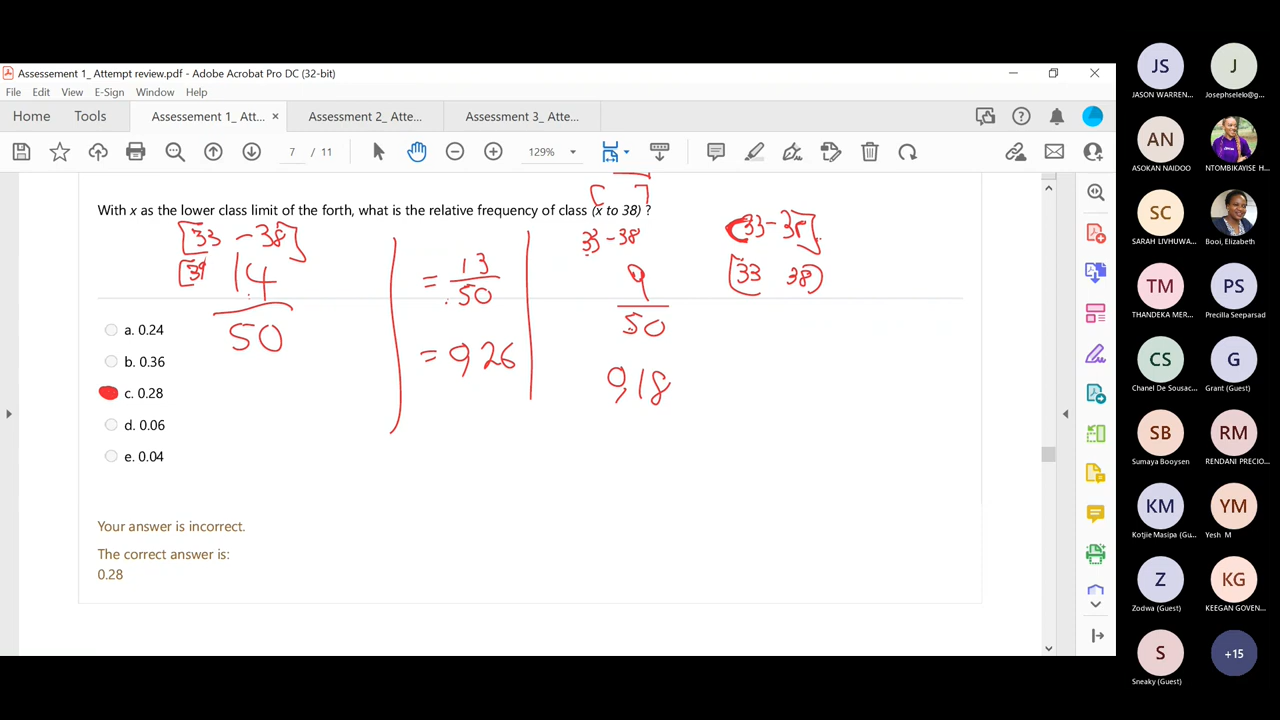 Assessement 1_ Attempt review.pdf - Adobe Acrobat Pro DC (32-bit)
File Edit View E-Sign Window Help
Home Tools Assessement 1_ Att... × Assessement 2_ Atte... Assessement 3_ Atte...
7 / 11 129%
With x as the lower class limit of the forth, what is the relative frequency of class (x to 38) ?
[33 - 38]
14
50
= 13
50
= 0,26
[ ]
33 - 38
9
50
0,18
(33 - 38]
[33 38)
a. 0.24
b. 0.36
c. 0.28
d. 0.06
e. 0.04
Your answer is incorrect.
The correct answer is:
0.28
JS J
JASON WARREN... Josephselelo@g...
AN
ASOKAN NAIDOO NTOMBIKAYISE H...
SC
SARAH LIVHUWA... Booi, Elizabeth
TM PS
THANDEKA MER... Precilla Seeparsad
CS G
Chanel De Sousac... Grant (Guest)
SB RM
Sumaya Booysen RENDANI PRECIO...
KM YM
Kotjie Masipa (Gu... Yesh M
Z KG
Zodwa (Guest) KEEGAN GOVEN...
S +15
Sneaky (Guest)